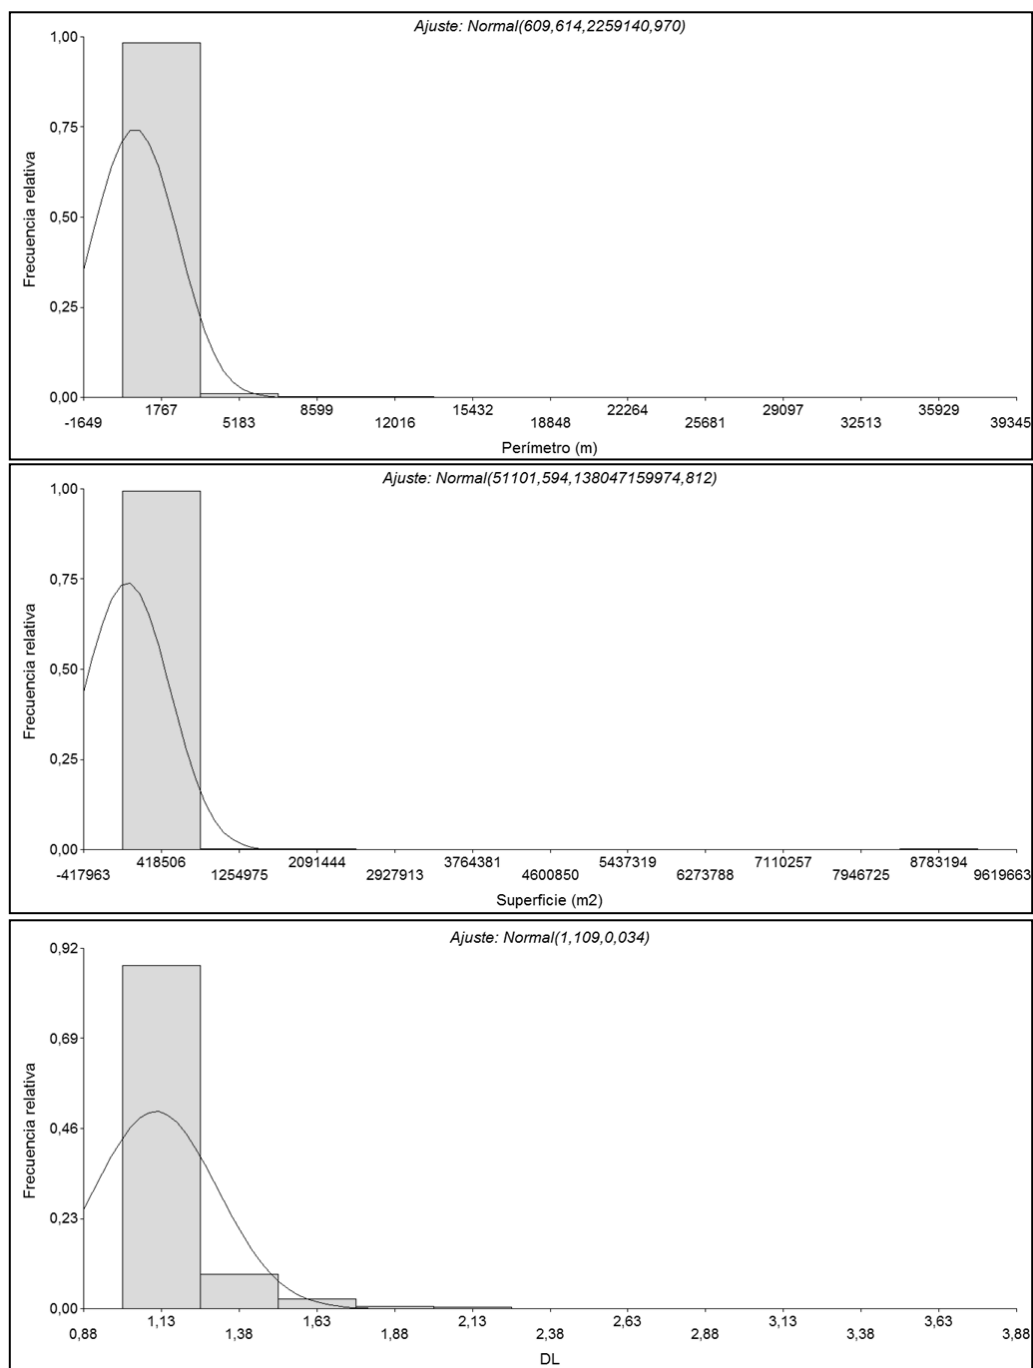 Ajuste: Normal(609,614,2259140,970)
1,00
0,75
0,50
0,25
0,00
Frecuencia relativa
1767 8599 15432 22264 29097 35929
-1649 5183 12016 18848 25681 32513 39345
Perímetro (m)
Ajuste: Normal(51101,594,138047159974,812)
1,00
0,75
0,50
0,25
0,00
Frecuencia relativa
418506 2091444 3764381 5437319 7110257 8783194
-417963 1254975 2927913 4600850 6273788 7946725 9619663
Superficie (m2)
Ajuste: Normal(1,109,0,034)
0,92
0,69
0,46
0,23
0,00
Frecuencia relativa
1,13 1,63 2,13 2,63 3,13 3,63
0,88 1,38 1,88 2,38 2,88 3,38 3,88
DL